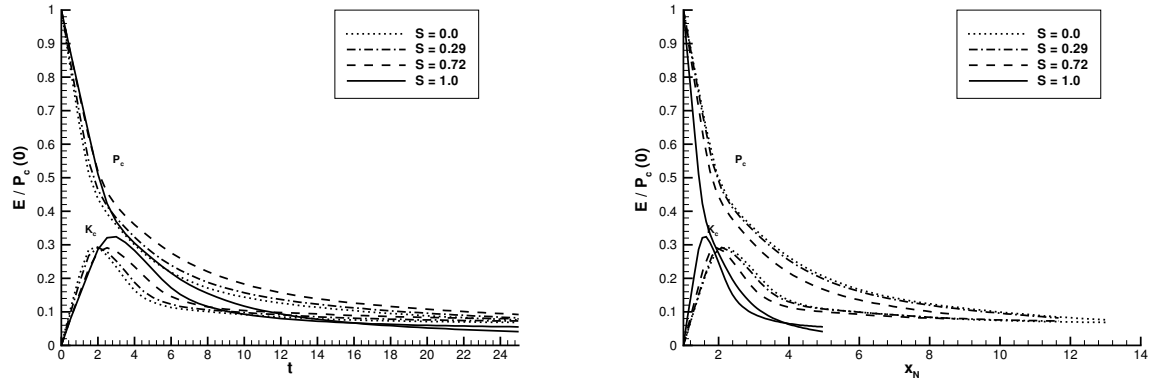 E / P_c (0)
1
0.9
0.8
0.7
0.6
0.5
0.4
0.3
0.2
0.1
0
S = 0.0
S = 0.29
S = 0.72
S = 1.0
P_c
K_c
0 2 4 6 8 10 12 14 16 18 20 22 24
t
E / P_c (0)
1
0.9
0.8
0.7
0.6
0.5
0.4
0.3
0.2
0.1
0
S = 0.0
S = 0.29
S = 0.72
S = 1.0
P_c
K_c
2 4 6 8 10 12 14
x_N